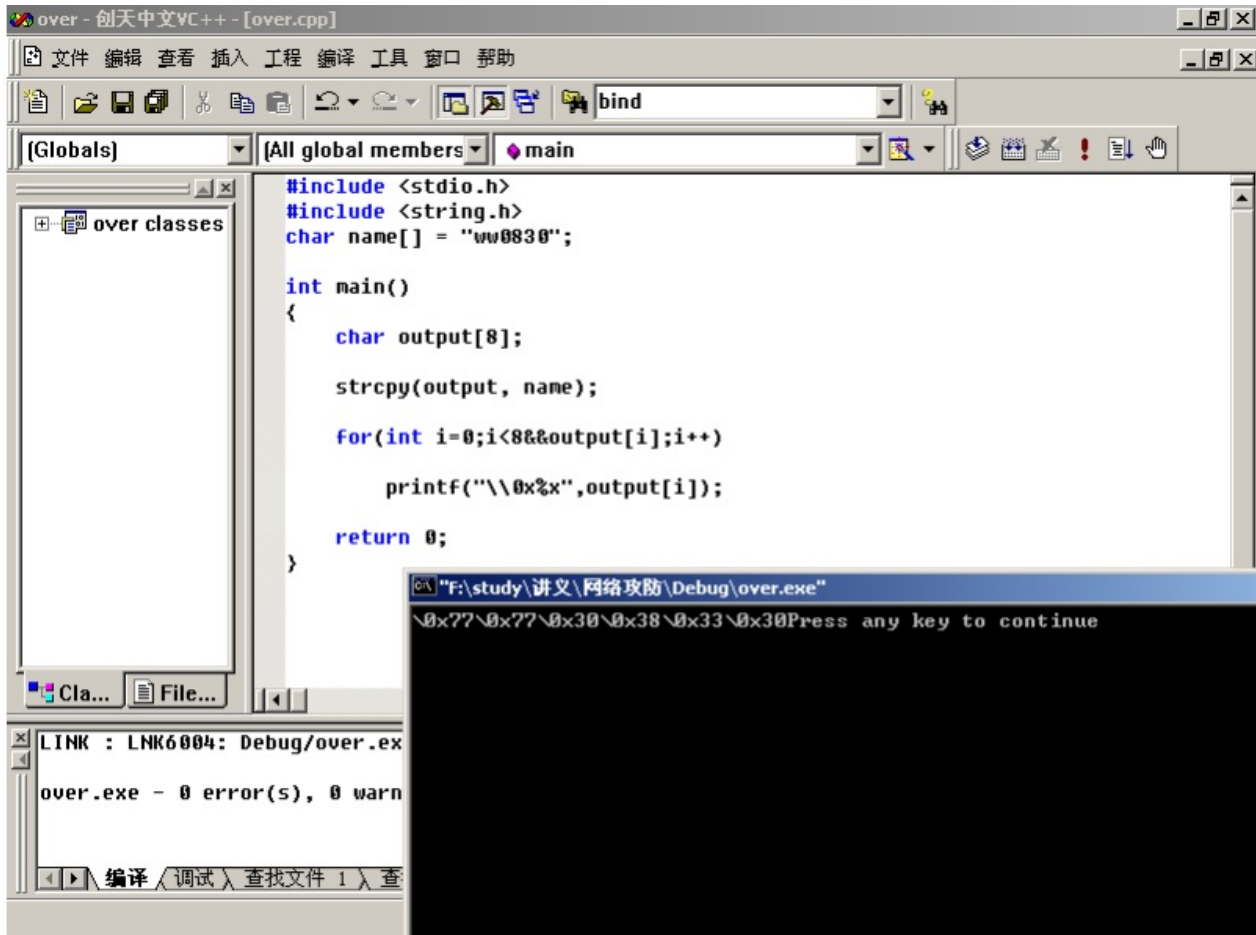 over - 创天中文VC++ - [over.cpp]
文件 编辑 查看 插入 工程 编译 工具 窗口 帮助
bind
(Globals) (All global members main
over classes
#include <stdio.h>
#include <string.h>
char name[] = "ww0830";
int main()
{
char output[8];
strcpy(output, name);
for(int i=0;i<8&&output[i];i++)
printf("\\0x%x",output[i]);
return 0;
}
"F:\study\讲义\网络攻防\Debug\over.exe"
\0x77\0x77\0x30\0x38\0x33\0x30Press any key to continue
Cla... File...
LINK : LNK6004: Debug/over.ex
over.exe - 0 error(s), 0 warn
编译 调试 查找文件 1 查